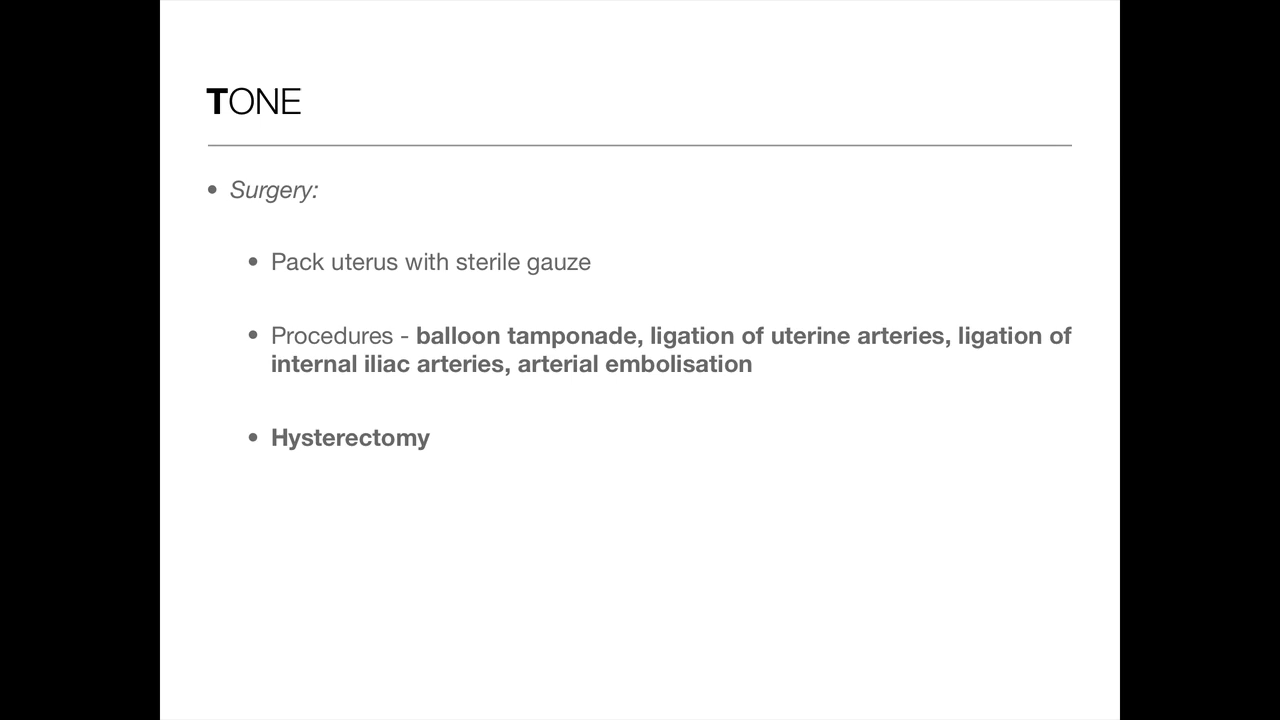 TONE
• Surgery:
• Pack uterus with sterile gauze
• Procedures - balloon tamponade, ligation of uterine arteries, ligation of
internal iliac arteries, arterial embolisation
• Hysterectomy